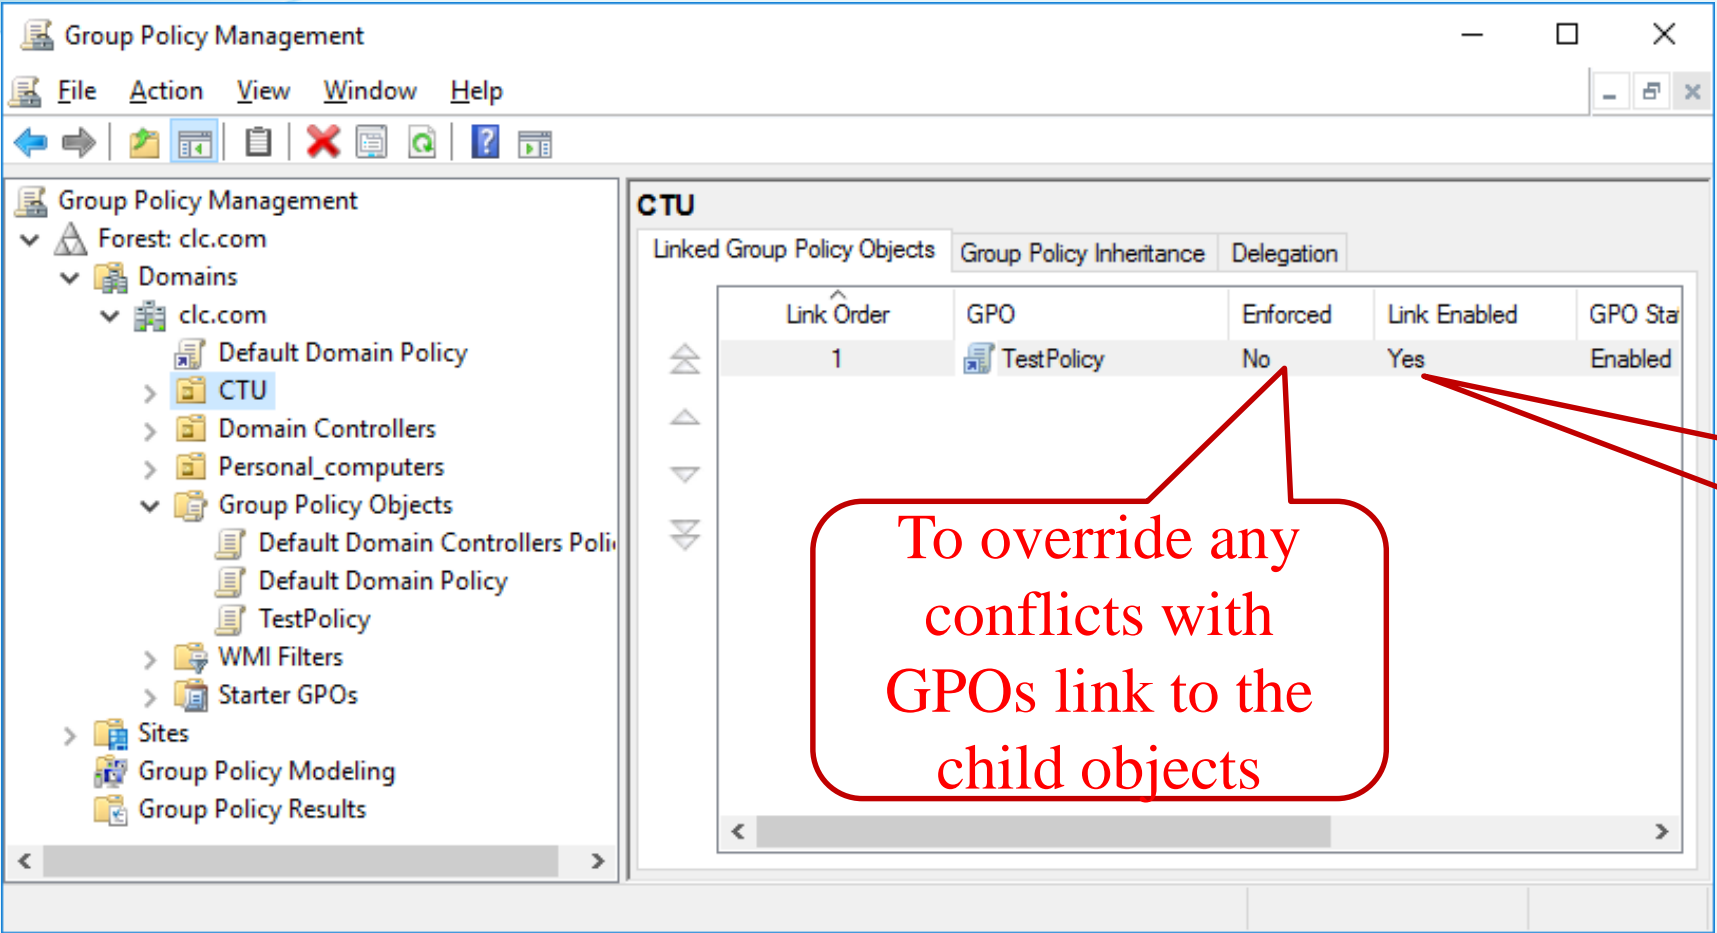 Group Policy Management
File Action View Window Help
Group Policy Management
Forest: clc.com
Domains
clc.com
Default Domain Policy
CTU
Domain Controllers
Personal_computers
Group Policy Objects
Default Domain Controllers Poli
Default Domain Policy
TestPolicy
WMI Filters
Starter GPOs
Sites
Group Policy Modeling
Group Policy Results
CTU
Linked Group Policy Objects Group Policy Inheritance Delegation
Link Order GPO Enforced Link Enabled GPO Sta
1 TestPolicy No Yes Enabled
To override any
conflicts with
GPOs link to the
child objects